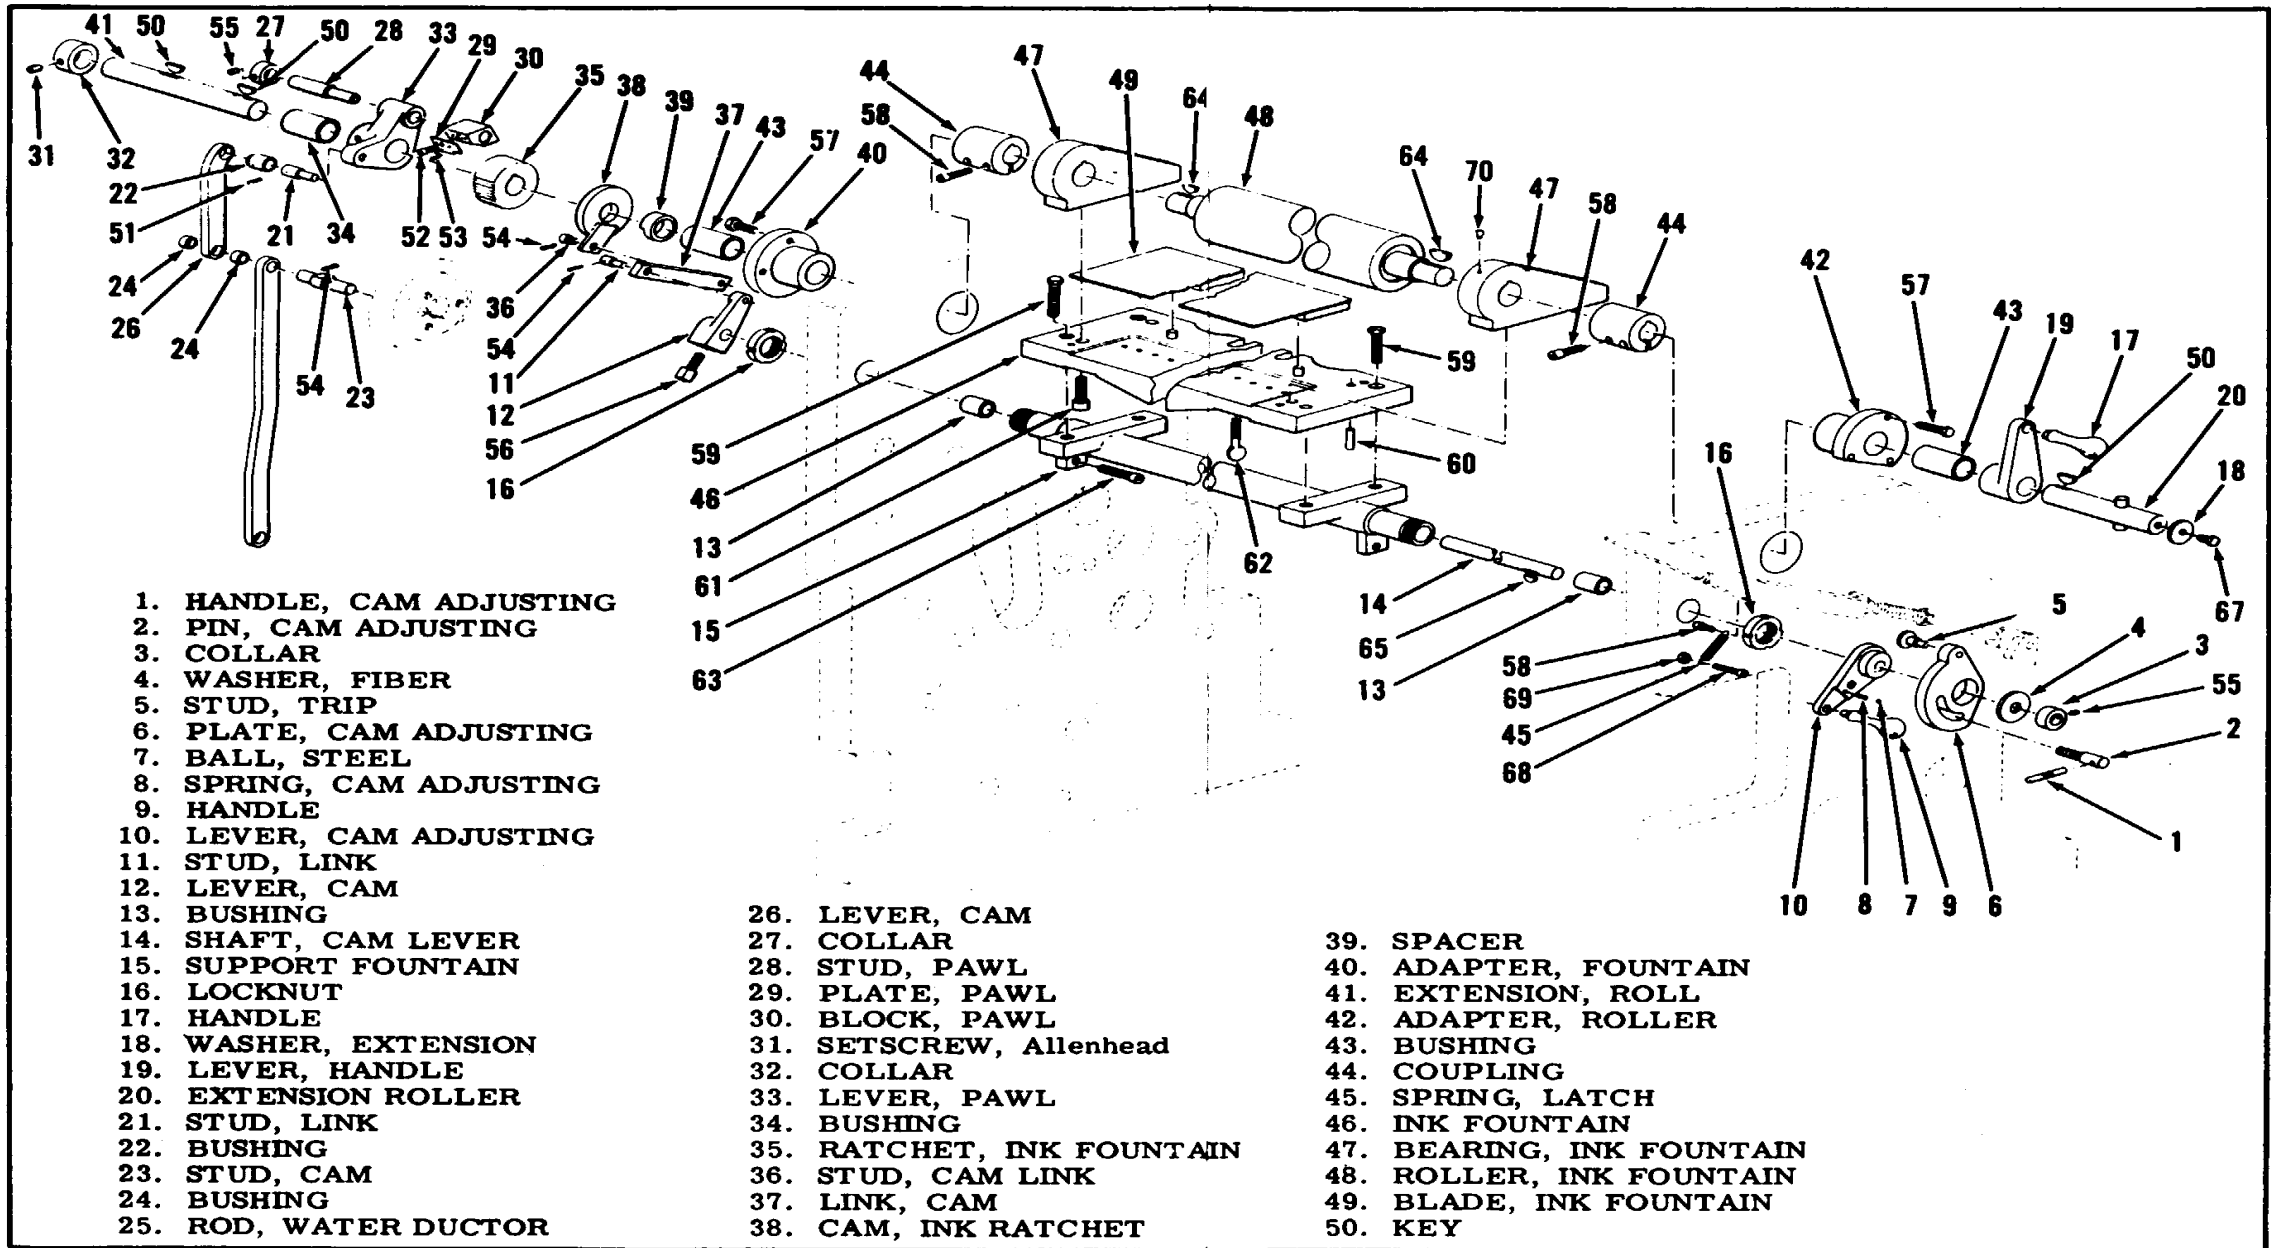 41 50 55 27 50 28 33 29 30 35 38 39 37 43 57 40 44 58 47 49 64 48 64 70 47 58 44
31 32 22 51 21 34 52 53 54 36 42 57 43 19 17 50 20
24 26 24 54 23 54 11 12 56 16 59 46 13 61 15 63 59 60 62 16 18 67
14 65 13 58 69 45 68 5 4 3 55 2 1
10 8 7 9 6
1. HANDLE, CAM ADJUSTING
2. PIN, CAM ADJUSTING
3. COLLAR
4. WASHER, FIBER
5. STUD, TRIP
6. PLATE, CAM ADJUSTING
7. BALL, STEEL
8. SPRING, CAM ADJUSTING
9. HANDLE
10. LEVER, CAM ADJUSTING
11. STUD, LINK
12. LEVER, CAM
13. BUSHING
14. SHAFT, CAM LEVER
15. SUPPORT FOUNTAIN
16. LOCKNUT
17. HANDLE
18. WASHER, EXTENSION
19. LEVER, HANDLE
20. EXTENSION ROLLER
21. STUD, LINK
22. BUSHING
23. STUD, CAM
24. BUSHING
25. ROD, WATER DUCTOR
26. LEVER, CAM
27. COLLAR
28. STUD, PAWL
29. PLATE, PAWL
30. BLOCK, PAWL
31. SETSCREW, Allenhead
32. COLLAR
33. LEVER, PAWL
34. BUSHING
35. RATCHET, INK FOUNTAIN
36. STUD, CAM LINK
37. LINK, CAM
38. CAM, INK RATCHET
39. SPACER
40. ADAPTER, FOUNTAIN
41. EXTENSION, ROLL
42. ADAPTER, ROLLER
43. BUSHING
44. COUPLING
45. SPRING, LATCH
46. INK FOUNTAIN
47. BEARING, INK FOUNTAIN
48. ROLLER, INK FOUNTAIN
49. BLADE, INK FOUNTAIN
50. KEY